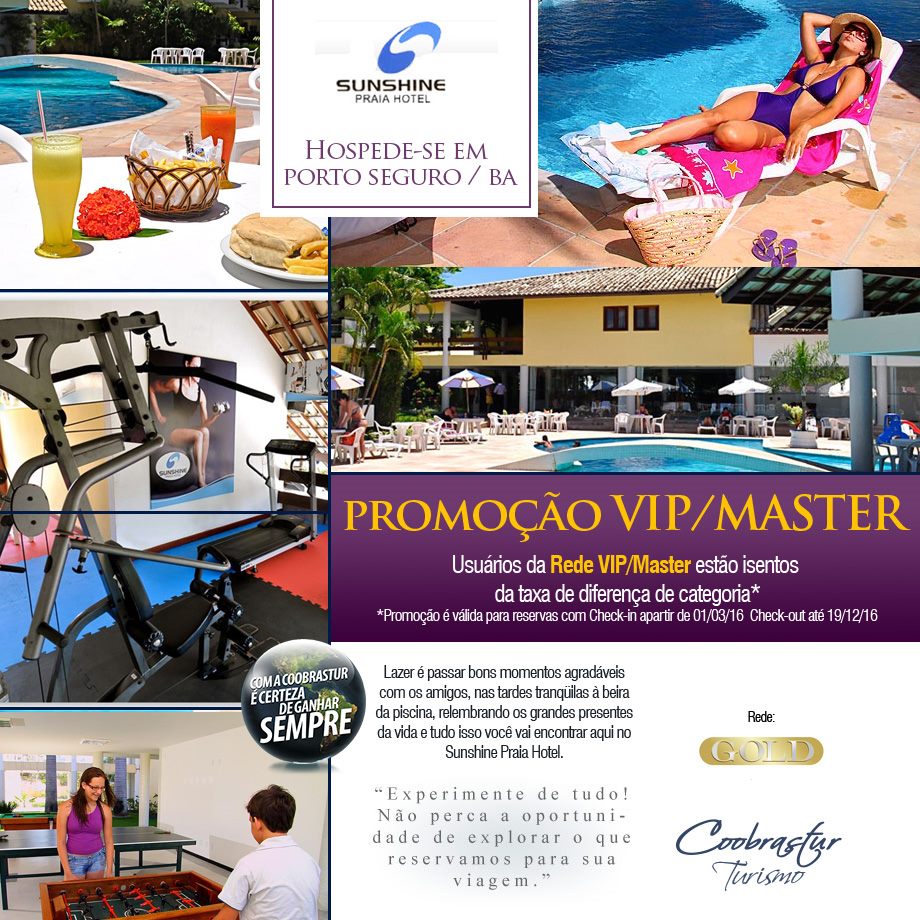 SUNSHINE
PRAIA HOTEL
HOSPEDE-SE EM
PORTO SEGURO / BA
SUNSHINE
PROMOÇÃO VIP/MASTER
Usuários da Rede VIP/Master estão isentos
da taxa de diferença de categoria*
*Promoção é válida para reservas com Check-in apartir de 01/03/16 Check-out até 19/12/16
COM A COOBRASTUR
É CERTEZA
DE GANHAR
SEMPRE
Lazer é passar bons momentos agradáveis
com os amigos, nas tardes tranqüilas à beira
da piscina, relembrando os grandes presentes
da vida e tudo isso você vai encontrar aqui no
Sunshine Praia Hotel.
“Experimente de tudo!
Não perca a oportuni-
dade de explorar o que
reservamos para sua
viagem.”
Rede:
GOLD
Coobrastur
Turismo